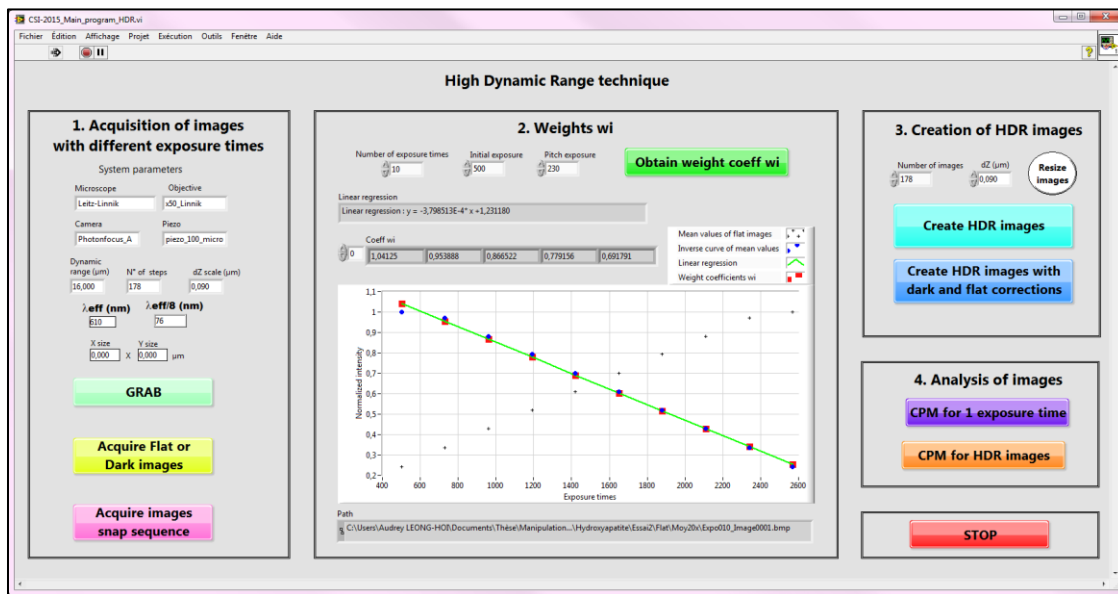 CSI-2015_Main_program_HDR.vi
Fichier Édition Affichage Projet Exécution Outils Fenêtre Aide
High Dynamic Range technique
1. Acquisition of images
with different exposure times
System parameters
Microscope Objective
Leitz-Linnik x50_Linnik
Camera Piezo
Photonfocus_A piezo_100_micro
Dynamic
range (µm) N° of steps dZ scale (µm)
16,000 178 0,090
λeff (nm) λeff/8 (nm)
610 76
X size Y size
0,000 X 0,000 µm
GRAB
Acquire Flat or
Dark images
Acquire images
snap sequence
2. Weights wi
Number of exposure times Initial exposure Pitch exposure
10 500 230
Obtain weight coeff wi
Linear regression
Linear regression : y = -3,798513E-4* x +1,231180
Coeff wi
0 1,04125 0,953888 0,866522 0,779156 0,691791
Mean values of flat images
Inverse curve of mean values
Linear regression
Weight coefficients wi
Normalized intensity
1,1
1
0,9
0,8
0,7
0,6
0,5
0,4
0,3
0,2
400 600 800 1000 1200 1400 1600 1800 2000 2200 2400 2600
Exposure times
Path
C:\Users\Audrey LEONG-HOI\Documents\Thèse\Manipulation...\Hydroxyapatite\Essai2\Flat\Moy20x\Expo010_Image0001.bmp
3. Creation of HDR images
Number of images dZ (µm)
178 0,090
Resize
images
Create HDR images
Create HDR images with
dark and flat corrections
4. Analysis of images
CPM for 1 exposure time
CPM for HDR images
STOP